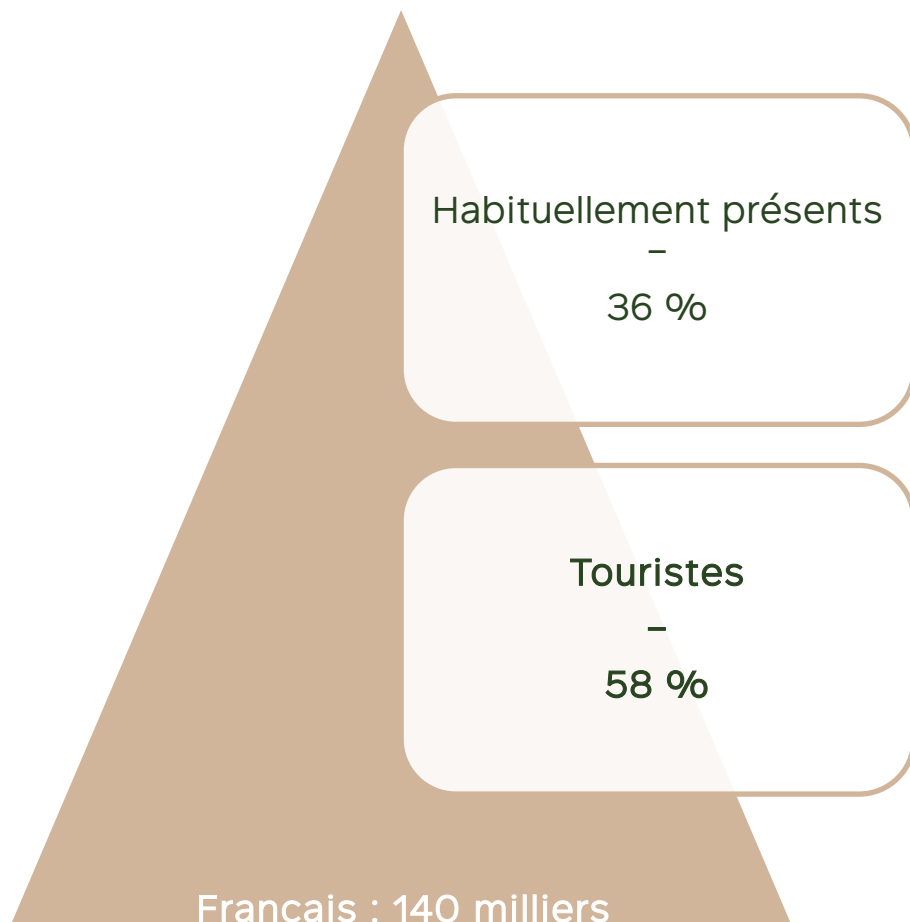 Habituellement présents
–
36 %
Touristes
–
58 %
Français : 140 milliers